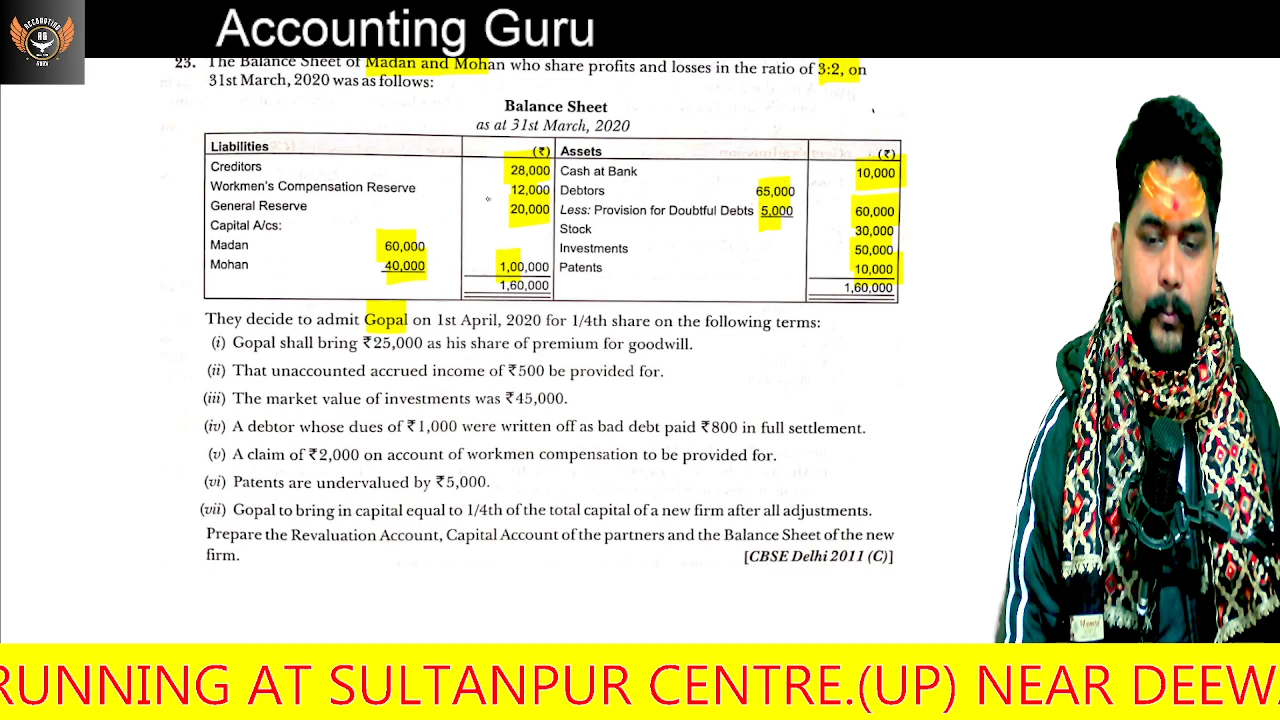 ACCOUNTING
AG
GURU
Accounting Guru
23. The Balance Sheet of Madan and Mohan who share profits and losses in the ratio of 3:2, on
31st March, 2020 was as follows:
Balance Sheet
as at 31st March, 2020
Liabilities (₹) Assets (₹)
Creditors 28,000 Cash at Bank 10,000
Workmen's Compensation Reserve 12,000 Debtors 65,000
General Reserve 20,000 Less: Provision for Doubtful Debts 5,000 60,000
Capital A/cs: Stock 30,000
Madan 60,000 Investments 50,000
Mohan 40,000 1,00,000 Patents 10,000
1,60,000 1,60,000
They decide to admit Gopal on 1st April, 2020 for 1/4th share on the following terms:
(i) Gopal shall bring ₹25,000 as his share of premium for goodwill.
(ii) That unaccounted accrued income of ₹500 be provided for.
(iii) The market value of investments was ₹45,000.
(iv) A debtor whose dues of ₹1,000 were written off as bad debt paid ₹800 in full settlement.
(v) A claim of ₹2,000 on account of workmen compensation to be provided for.
(vi) Patents are undervalued by ₹5,000.
(vii) Gopal to bring in capital equal to 1/4th of the total capital of a new firm after all adjustments.
Prepare the Revaluation Account, Capital Account of the partners and the Balance Sheet of the new
firm. [CBSE Delhi 2011 (C)]
RUNNING AT SULTANPUR CENTRE.(UP) NEAR DEEW